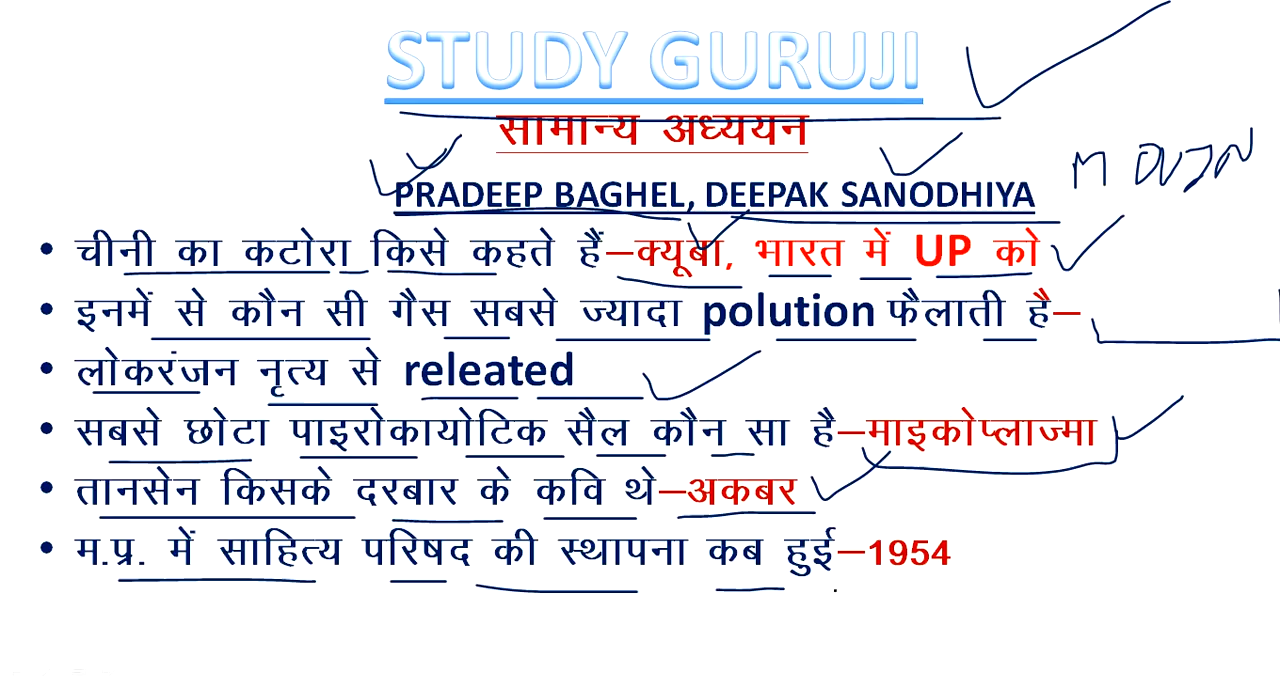 STUDY GURUJI
सामान्य अध्ययन
PRADEEP BAGHEL, DEEPAK SANODHIYA
• चीनी का कटोरा किसे कहते हैं–क्यूबा, भारत में UP को
• इनमें से कौन सी गैस सबसे ज्यादा polution फैलाती है–
• लोकरंजन नृत्य से releated
• सबसे छोटा पाइरोकायोटिक सैल कौन सा है–माइकोप्लाज्मा
• तानसेन किसके दरबार के कवि थे–अकबर
• म.प्र. में साहित्य परिषद की स्थापना कब हुई–1954